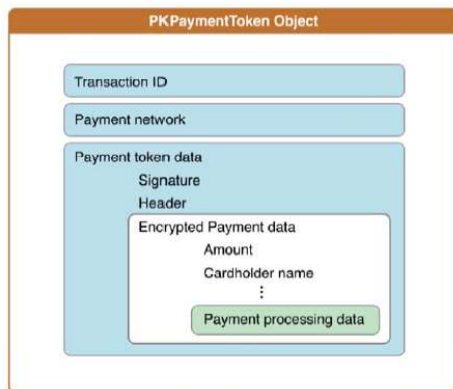 PKPaymentToken Object
Transaction ID
Payment network
Payment token data
Signature
Header
Encrypted Payment data
Amount
Cardholder name
⋮
Payment processing data